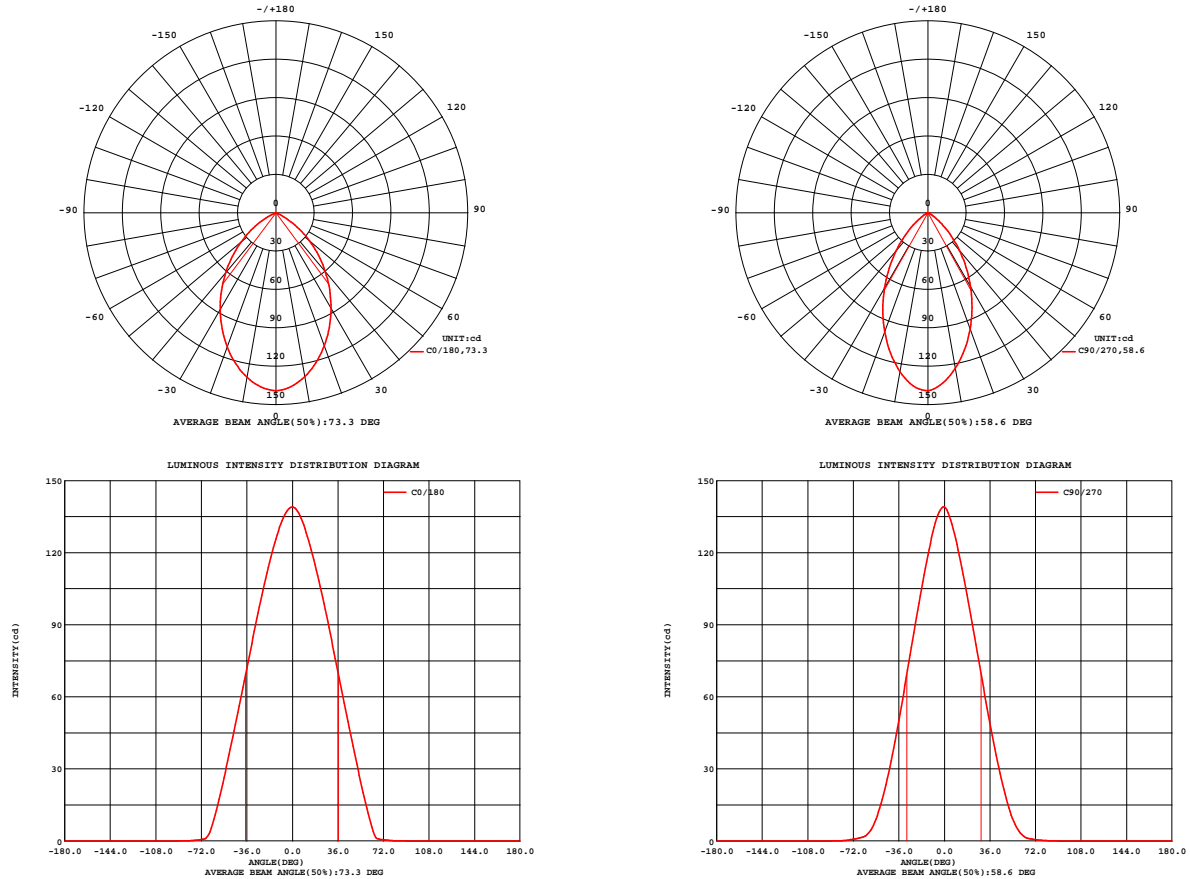 -/+180
-150 150
-120 120
-90 90
-60 60
-30 30
0
30
60
90
120
150
0
UNIT:cd
C0/180,73.3
AVERAGE BEAM ANGLE(50%):73.3 DEG
-/+180
-150 150
-120 120
-90 90
-60 60
-30 30
0
30
60
90
120
150
0
UNIT:cd
C90/270,58.6
AVERAGE BEAM ANGLE(50%):58.6 DEG
LUMINOUS INTENSITY DISTRIBUTION DIAGRAM
C0/180
INTENSITY(cd)
150
120
90
60
30
0
-180.0 -144.0 -108.0 -72.0 -36.0 0.0 36.0 72.0 108.0 144.0 180.0
ANGLE(DEG)
AVERAGE BEAM ANGLE(50%):73.3 DEG
LUMINOUS INTENSITY DISTRIBUTION DIAGRAM
C90/270
INTENSITY(cd)
150
120
90
60
30
0
-180.0 -144.0 -108.0 -72.0 -36.0 0.0 36.0 72.0 108.0 144.0 180.0
ANGLE(DEG)
AVERAGE BEAM ANGLE(50%):58.6 DEG